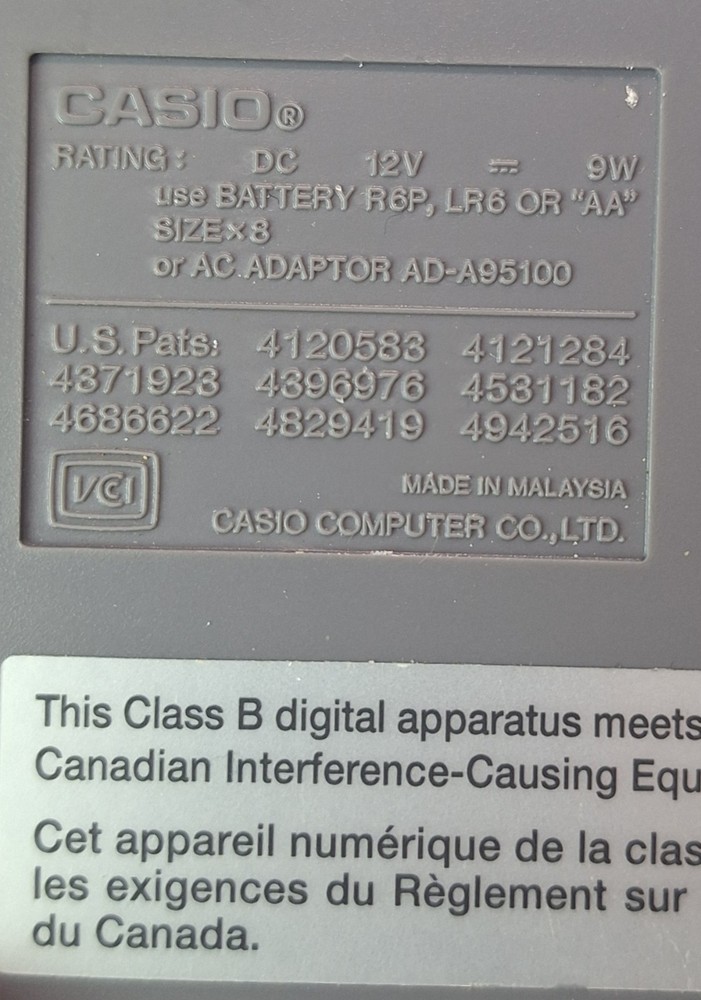 CASIO®
RATING : DC 12V ⎓ 9W
use BATTERY R6P, LR6 OR "AA"
SIZE×8
or AC ADAPTOR AD-A95100
U.S. Pats: 4120583 4121284
4371923 4396976 4531182
4686622 4829419 4942516
VCI
MADE IN MALAYSIA
CASIO COMPUTER CO.,LTD.
This Class B digital apparatus meets
Canadian Interference-Causing Equ
Cet appareil numérique de la clas
les exigences du Règlement sur
du Canada.